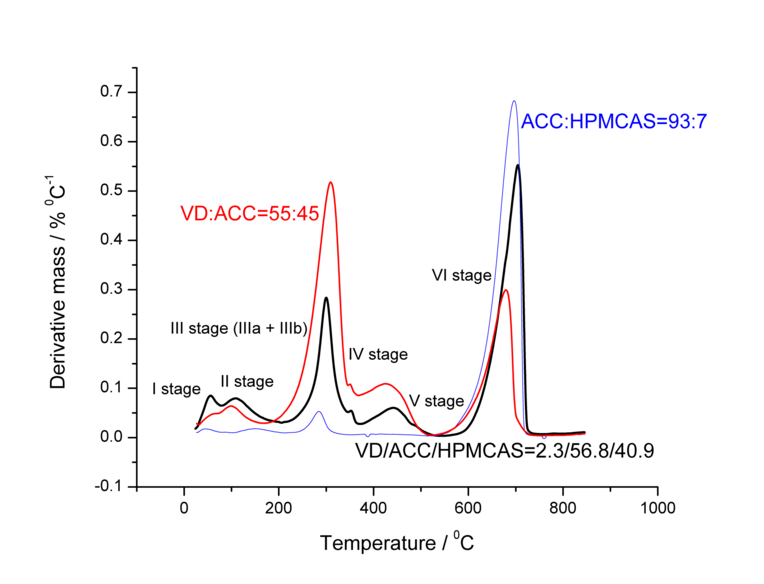 0.7
0.6
0.5
0.4
0.3
0.2
0.1
0.0
-0.1
Derivative mass / % ⁰C⁻¹
ACC:HPMCAS=93:7
VD:ACC=55:45
VI stage
III stage (IIIa + IIIb)
IV stage
I stage
II stage
V stage
VD/ACC/HPMCAS=2.3/56.8/40.9
0
200
400
600
800
1000
Temperature / ⁰C